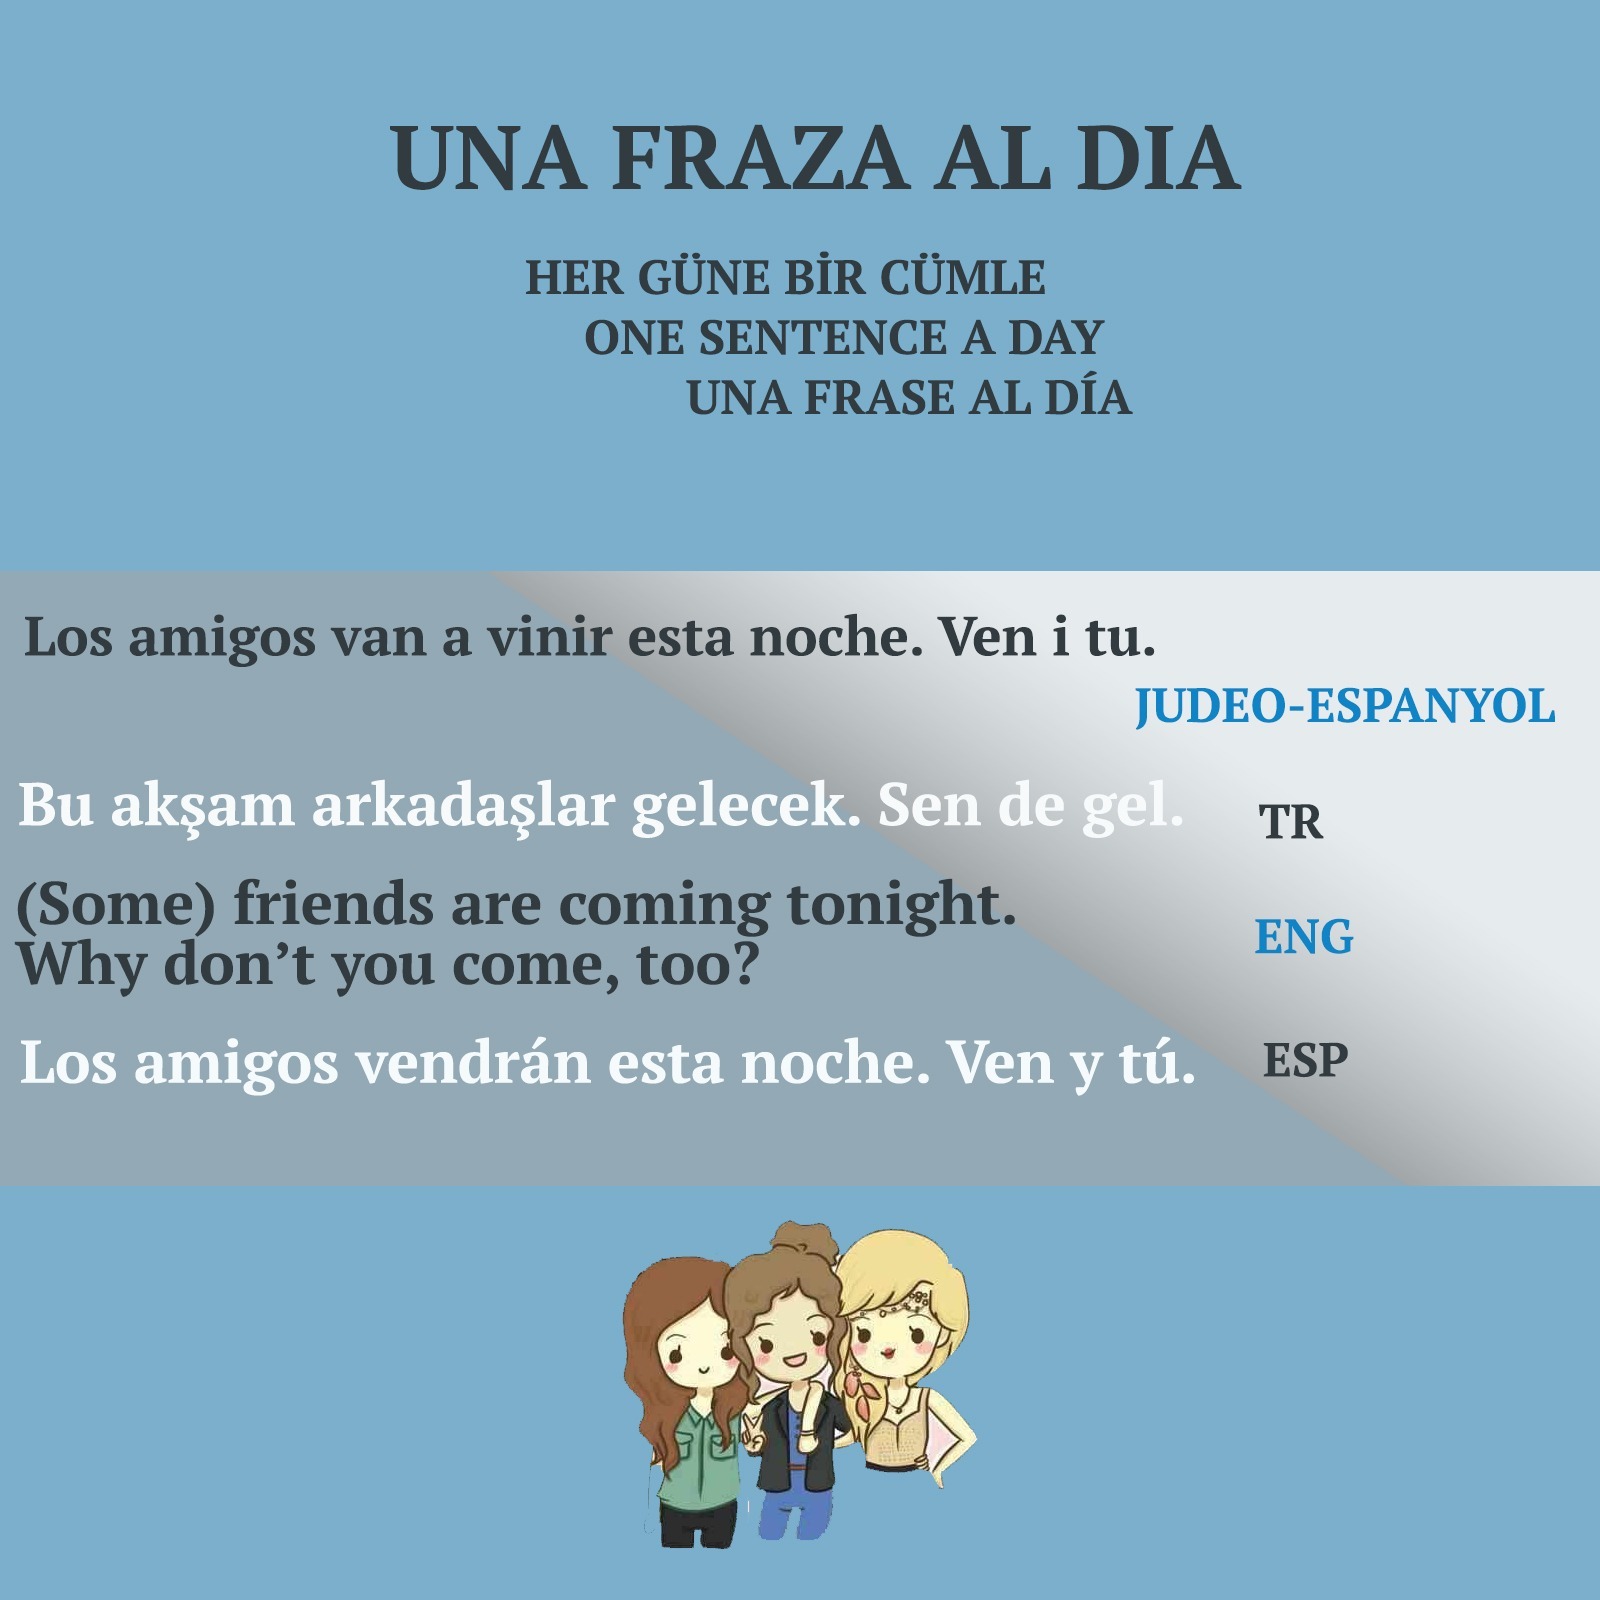 UNA FRAZA AL DIA
HER GÜNE BİR CÜMLE
ONE SENTENCE A DAY
UNA FRASE AL DÍA
Los amigos van a vinir esta noche. Ven i tu.
JUDEO-ESPANYOL
Bu akşam arkadaşlar gelecek. Sen de gel.
TR
(Some) friends are coming tonight.
Why don’t you come, too?
ENG
Los amigos vendrán esta noche. Ven y tú.
ESP